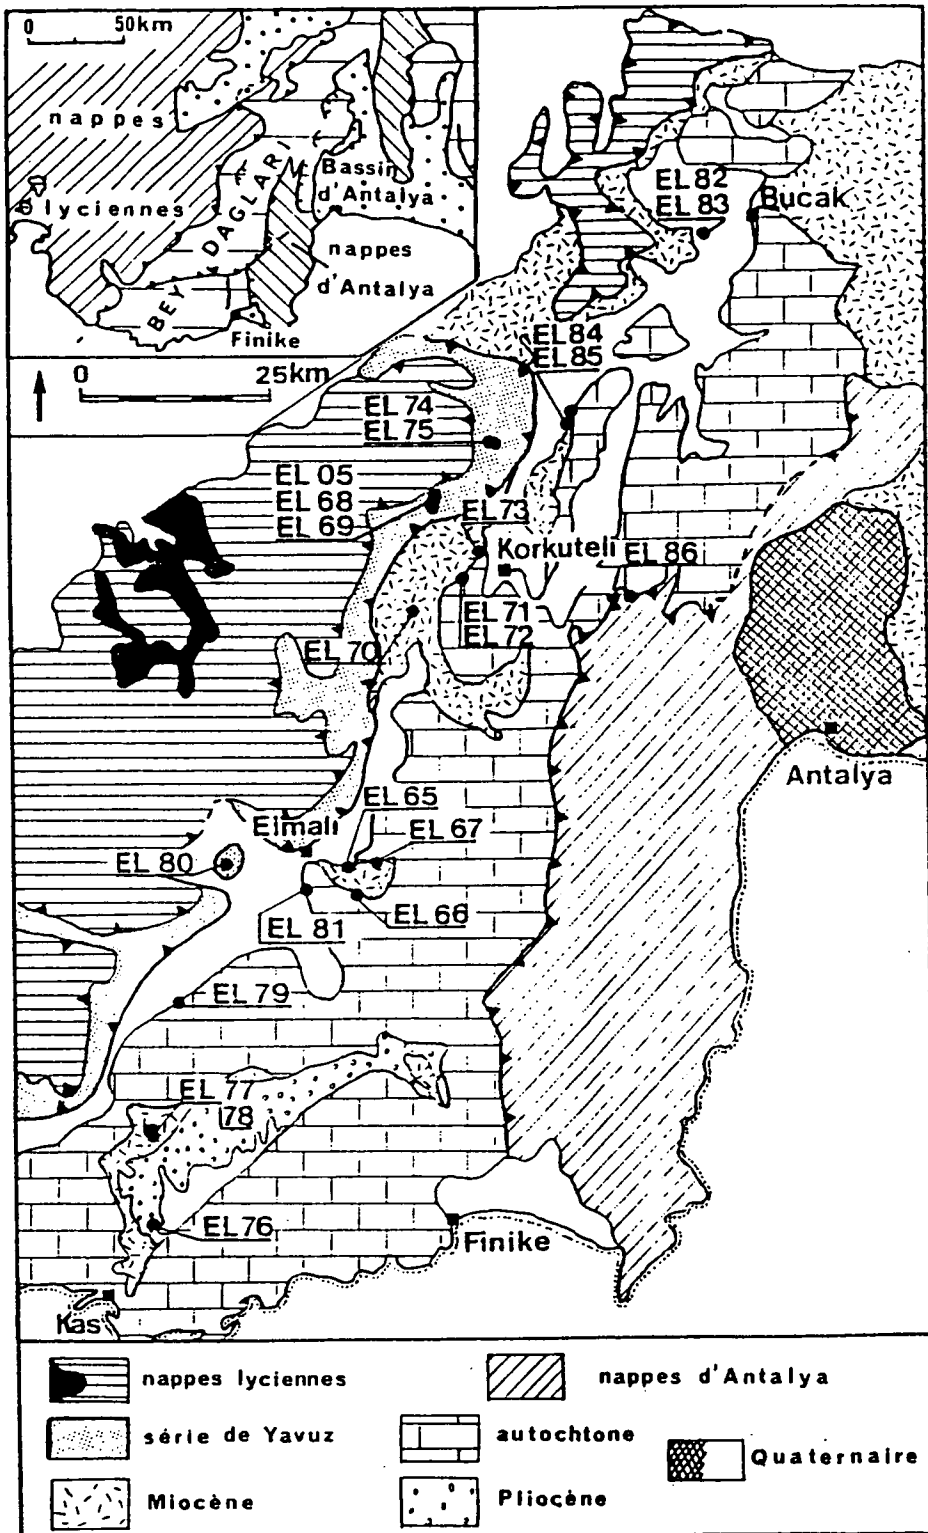 0 50km
nappes
lyciennes
BEY DAGLARI
Bassin
d'Antalya
nappes
d'Antalya
Finike
0 25km
EL 82
EL 83
Bucak
EL 84
EL 85
EL 74
EL 75
EL 05
EL 68
EL 69
EL 73
Korkuteli
EL 86
EL 71
EL 72
EL 70
Antalya
Elmali
EL 65
EL 67
EL 80
EL 66
EL 81
EL 79
EL 77
78
EL 76
Finike
Kas
nappes lyciennes
nappes d'Antalya
série de Yavuz
autochtone
Quaternaire
Miocène
Pliocène